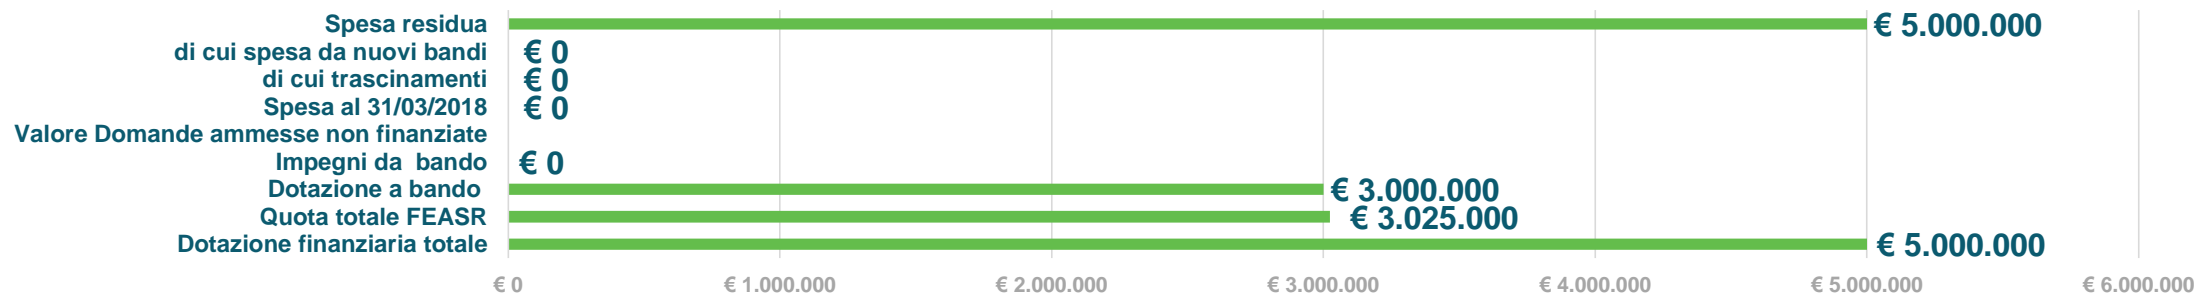 Spesa residua € 5.000.000
di cui spesa da nuovi bandi € 0
di cui trascinamenti € 0
Spesa al 31/03/2018 € 0
Valore Domande ammesse non finanziate
Impegni da bando € 0
Dotazione a bando € 3.000.000
Quota totale FEASR € 3.025.000
Dotazione finanziaria totale € 5.000.000
€ 0 € 1.000.000 € 2.000.000 € 3.000.000 € 4.000.000 € 5.000.000 € 6.000.000